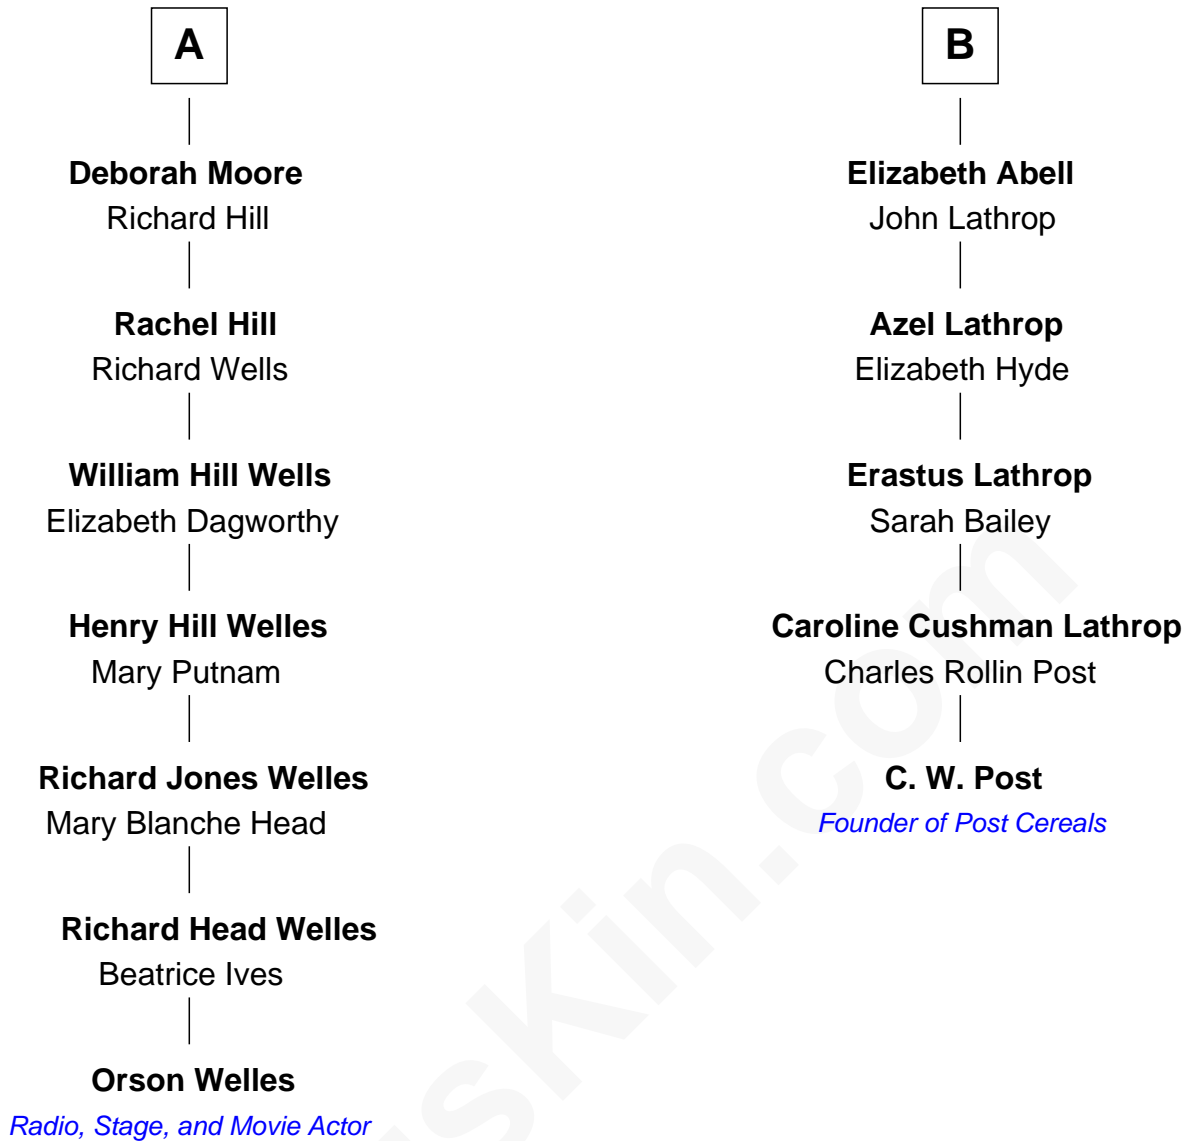 A
Deborah Moore
Richard Hill
Rachel Hill
Richard Wells
William Hill Wells
Elizabeth Dagworthy
Henry Hill Welles
Mary Putnam
Richard Jones Welles
Mary Blanche Head
Richard Head Welles
Beatrice Ives
Orson Welles
Radio, Stage, and Movie Actor
B
Elizabeth Abell
John Lathrop
Azel Lathrop
Elizabeth Hyde
Erastus Lathrop
Sarah Bailey
Caroline Cushman Lathrop
Charles Rollin Post
C. W. Post
Founder of Post Cereals
usKin.com